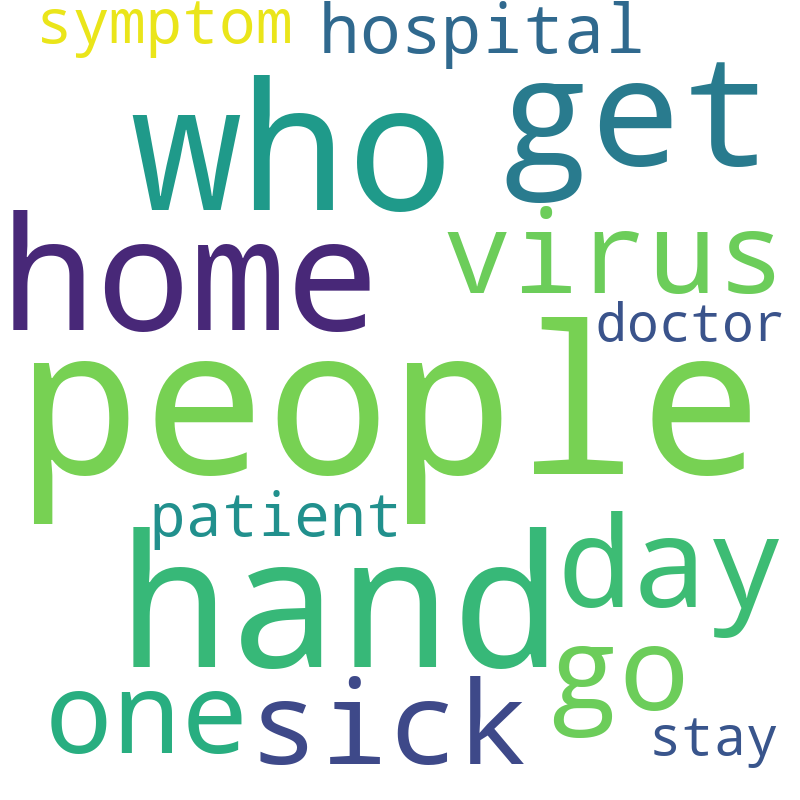 symptom hospital
who get
home virus
doctor
people
patient
hand day
go
one sick stay